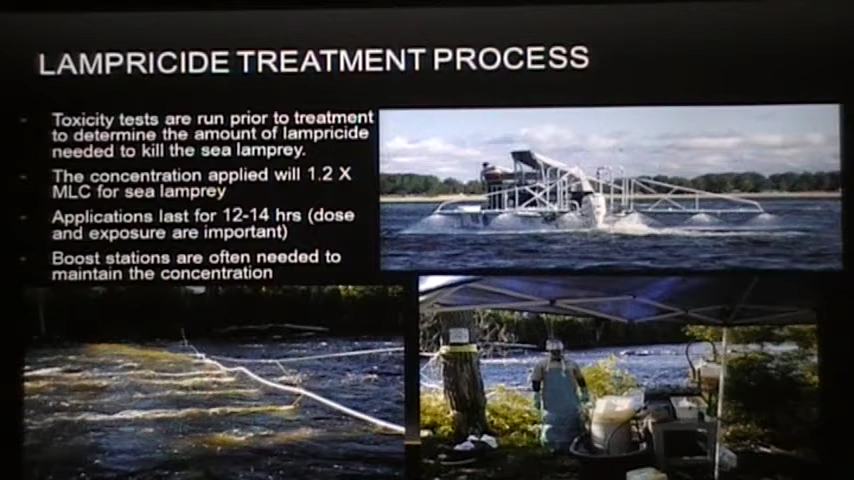 LAMPRICIDE TREATMENT PROCESS
- Toxicity tests are run prior to treatment
to determine the amount of lampricide
needed to kill the sea lamprey.
- The concentration applied will 1.2 X
MLC for sea lamprey
- Applications last for 12-14 hrs (dose
and exposure are important)
- Boost stations are often needed to
maintain the concentration